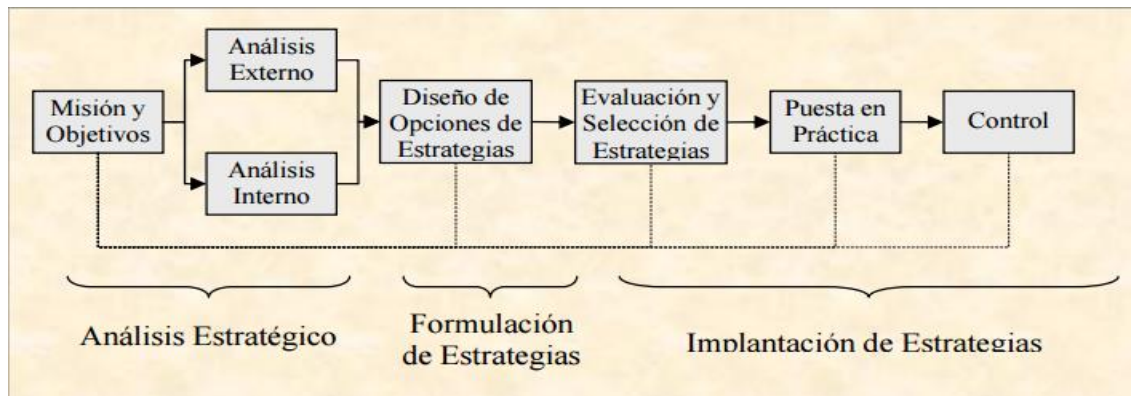 Misión y
Objetivos
Análisis
Externo
Análisis
Interno
Diseño de
Opciones de
Estrategias
Evaluación y
Selección de
Estrategias
Puesta en
Práctica
Control
Análisis Estratégico
Formulación
de Estrategias
Implantación de Estrategias